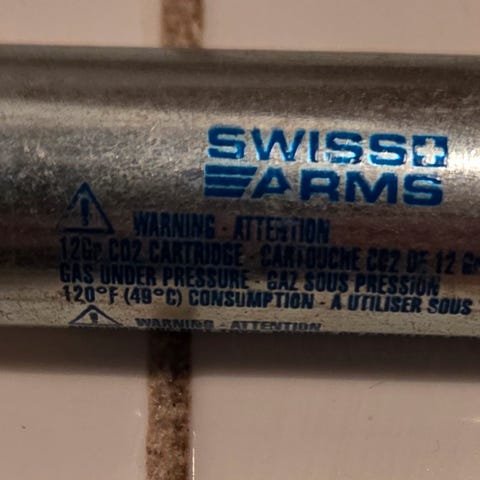 SWISS
ARMS
WARNING - ATTENTION
12Gr CO2 CARTRIDGE - CARTOUCHE CO2 DE 12 Gr
GAS UNDER PRESSURE - GAZ SOUS PRESSION
120°F (49°C) CONSUMPTION - A UTILISER SOUS
WARNING - ATTENTION